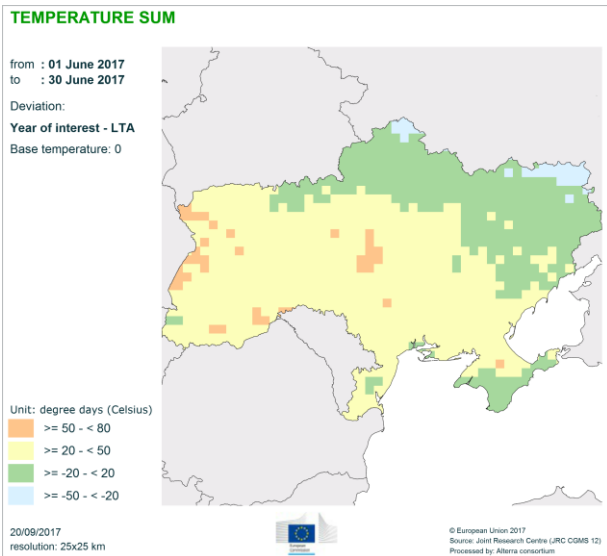 TEMPERATURE SUM
from : 01 June 2017
to : 30 June 2017
Deviation:
Year of interest - LTA
Base temperature: 0
Unit: degree days (Celsius)
>= 50 - < 80
>= 20 - < 50
>= -20 - < 20
>= -50 - < -20
20/09/2017
resolution: 25x25 km
European
Commission
© European Union 2017
Source: Joint Research Centre (JRC CGMS 12)
Processed by: Alterra consortium